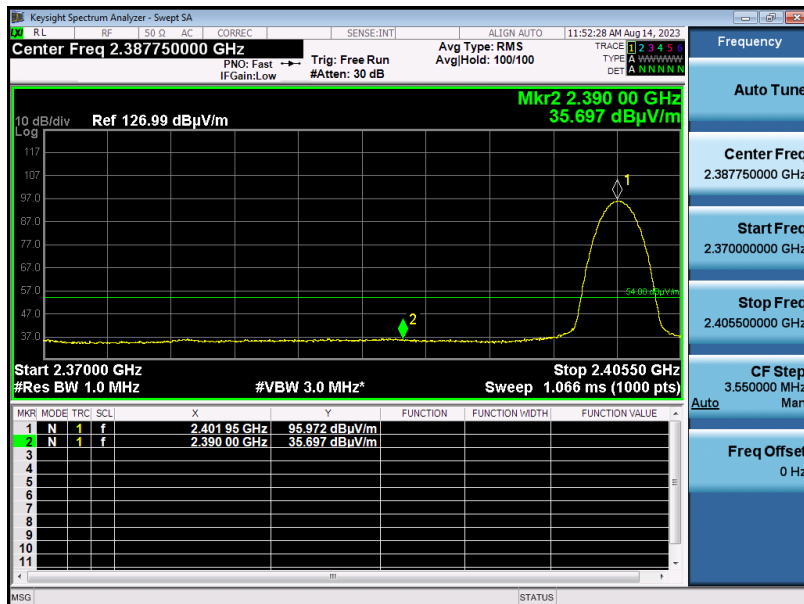 Keysight Spectrum Analyzer - Swept SA
LXI RL RF 50 Ω AC CORREC SENSE:INT ALIGN AUTO 11:52:28 AM Aug 14, 2023
Center Freq 2.387750000 GHz
PNO: Fast
IFGain:Low
Trig: Free Run
#Atten: 30 dB
Avg Type: RMS
Avg|Hold: 100/100
TRACE 1 2 3 4 5 6
TYPE A WWWWW
DET A N N N N N
Mkr2 2.390 00 GHz
35.697 dBµV/m
10 dB/div Ref 126.99 dBµV/m
Log
117
107
97.0
87.0
77.0
67.0
57.0
47.0
37.0
1
2
54.00 dBµV/m
Start 2.37000 GHz Stop 2.40550 GHz
#Res BW 1.0 MHz #VBW 3.0 MHz* Sweep 1.066 ms (1000 pts)
MKR MODE TRC SCL X Y FUNCTION FUNCTION WIDTH FUNCTION VALUE
1 N 1 f 2.401 95 GHz 95.972 dBµV/m
2 N 1 f 2.390 00 GHz 35.697 dBµV/m
3
4
5
6
7
8
9
10
11
MSG STATUS
Frequency
Auto Tune
Center Freq
2.387750000 GHz
Start Freq
2.370000000 GHz
Stop Freq
2.405500000 GHz
CF Step
3.550000 MHz
Auto Man
Freq Offset
0 Hz